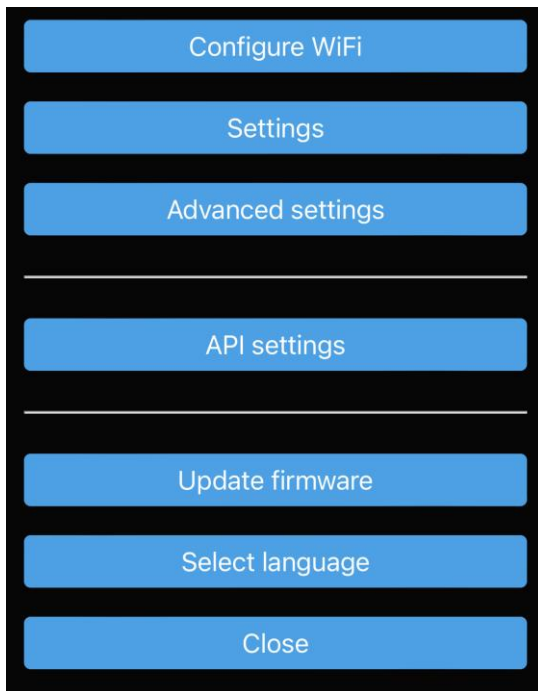 Configure WiFi
Settings
Advanced settings
API settings
Update firmware
Select language
Close